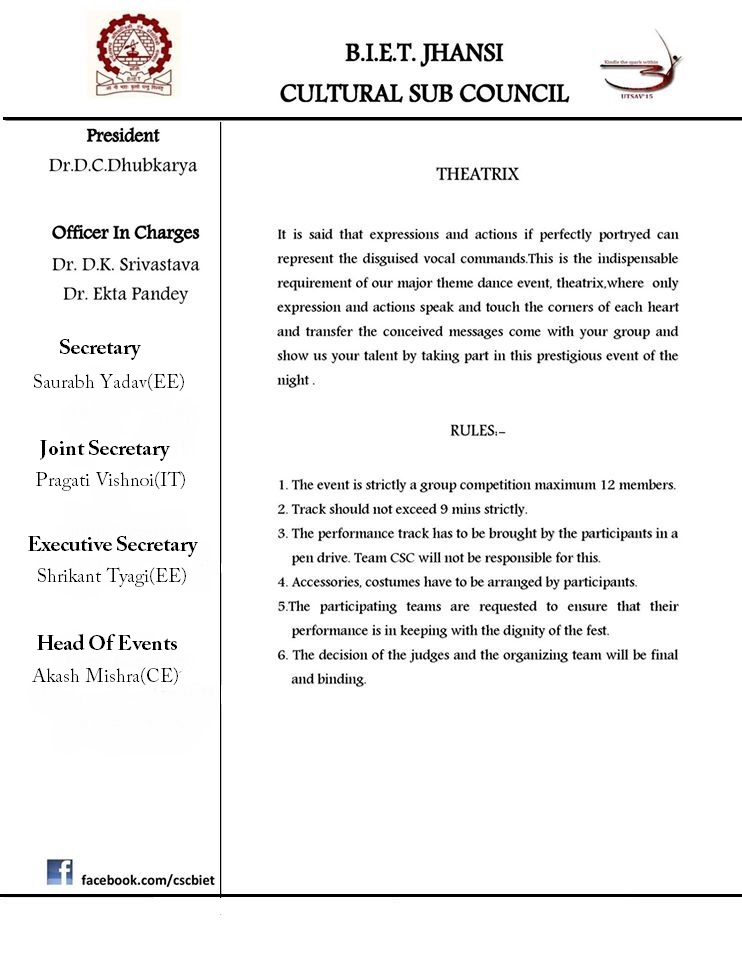 B.I.E.T. JHANSI
CULTURAL SUB COUNCIL
Kindle the spark within
UTSAV'15
President
Dr.D.C.Dhubkarya
Officer In Charges
Dr. D.K. Srivastava
Dr. Ekta Pandey
Secretary
Saurabh Yadav(EE)
Joint Secretary
Pragati Vishnoi(IT)
Executive Secretary
Shrikant Tyagi(EE)
Head Of Events
Akash Mishra(CE)
facebook.com/cscbiet
THEATRIX
It is said that expressions and actions if perfectly portryed can
represent the disguised vocal commands.This is the indispensable
requirement of our major theme dance event, theatrix,where only
expression and actions speak and touch the corners of each heart
and transfer the conceived messages come with your group and
show us your talent by taking part in this prestigious event of the
night .
RULES:-
1. The event is strictly a group competition maximum 12 members.
2. Track should not exceed 9 mins strictly.
3. The performance track has to be brought by the participants in a
pen drive. Team CSC will not be responsible for this.
4. Accessories, costumes have to be arranged by participants.
5.The participating teams are requested to ensure that their
performance is in keeping with the dignity of the fest.
6. The decision of the judges and the organizing team will be final
and binding.